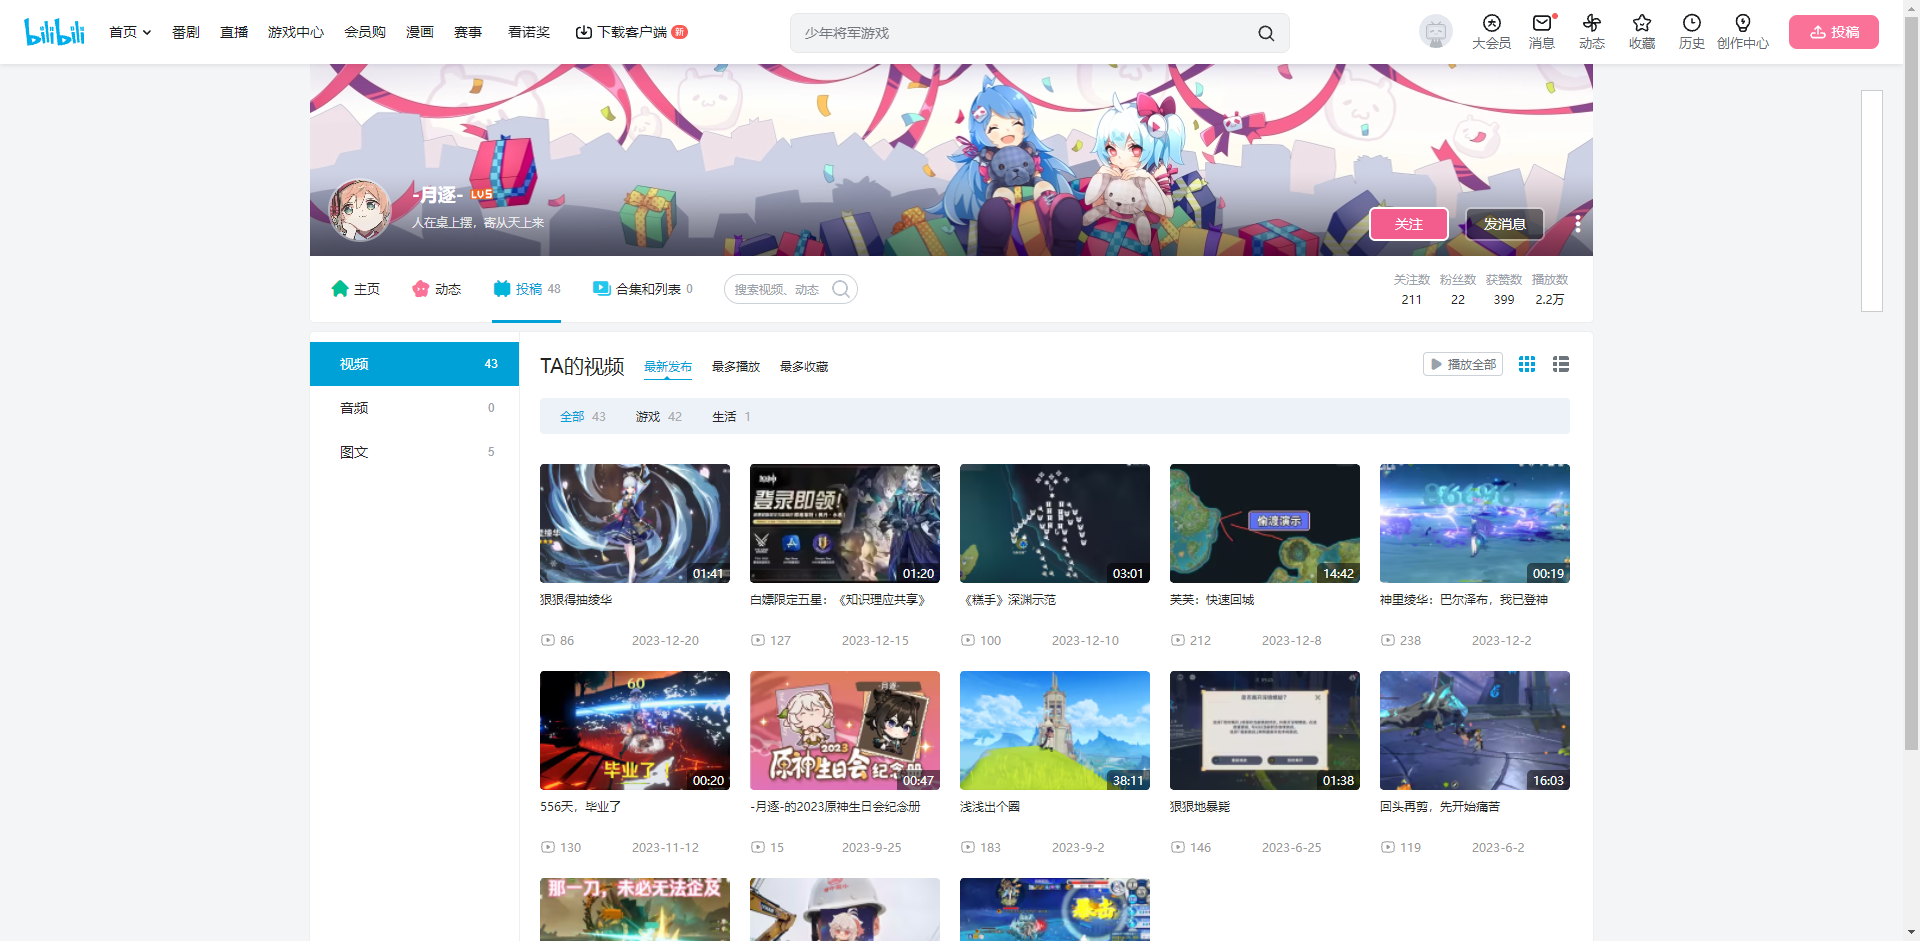 bilibili
首页
番剧
直播
游戏中心
会员购
漫画
赛事
看诺奖
下载客户端 新
少年将军游戏
大会员
消息
动态
收藏
历史
创作中心
投稿
-月逐- LV5
人在桌上摆，寄从天上来
关注
发消息
主页
动态
投稿 48
合集和列表 0
搜索视频、动态
关注数 粉丝数 获赞数 播放数
211 22 399 2.2万
视频 43
音频 0
图文 5
TA的视频 最新发布 最多播放 最多收藏
播放全部
全部 43 游戏 42 生活 1
01:41
登录即领!
01:20
03:01
偷渡演示
14:42
00:19
狠狠得抽绫华
白嫖限定五星：《知识理应共享》
《糕手》深渊示范
芙芙：快速回城
神里绫华：巴尔泽布，我已登神
86 2023-12-20
127 2023-12-15
100 2023-12-10
212 2023-12-8
238 2023-12-2
60
毕业了
00:20
-月逐-
2023
原神生日会纪念册
00:47
38:11
01:38
16:03
556天，毕业了
-月逐-的2023原神生日会纪念册
浅浅出个圈
狠狠地暴毙
回头再剪，先开始痛苦
130 2023-11-12
15 2023-9-25
183 2023-9-2
146 2023-6-25
119 2023-6-2
那一刀，未必无法企及
暴击